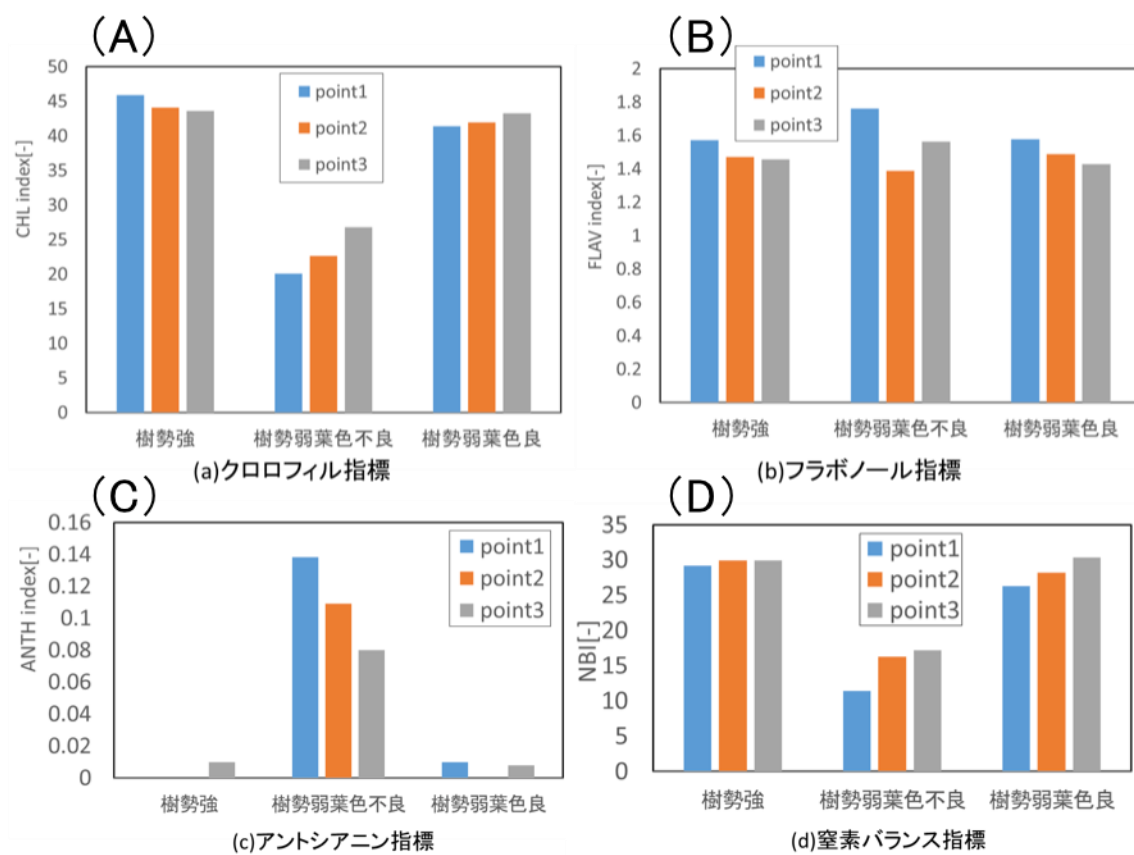 （A）
50
45
40
35
30
25
20
15
10
5
0
CHL index[-]
point1
point2
point3
樹勢強 樹勢弱葉色不良 樹勢弱葉色良
(a)クロロフィル指標
（B）
2
1.8
1.6
1.4
1.2
1
0.8
0.6
0.4
0.2
0
FLAV index[-]
point1
point2
point3
樹勢強 樹勢弱葉色不良 樹勢弱葉色良
(b)フラボノール指標
（C）
0.16
0.14
0.12
0.1
0.08
0.06
0.04
0.02
0
ANTH index[-]
point1
point2
point3
樹勢強 樹勢弱葉色不良 樹勢弱葉色良
(c)アントシアニン指標
（D）
35
30
25
20
15
10
5
0
NBI[-]
point1
point2
point3
樹勢強 樹勢弱葉色不良 樹勢弱葉色良
(d)窒素バランス指標